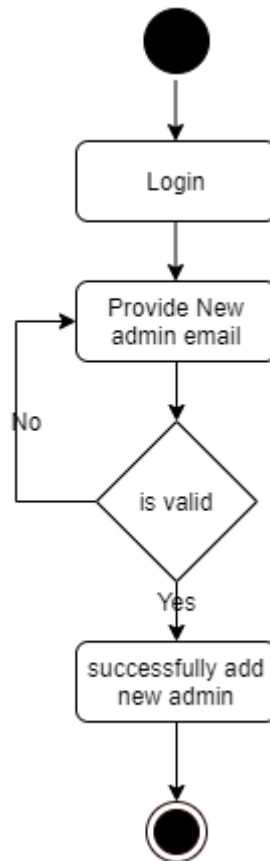 Login
Provide New
admin email
No
is valid
Yes
successfully add
new admin